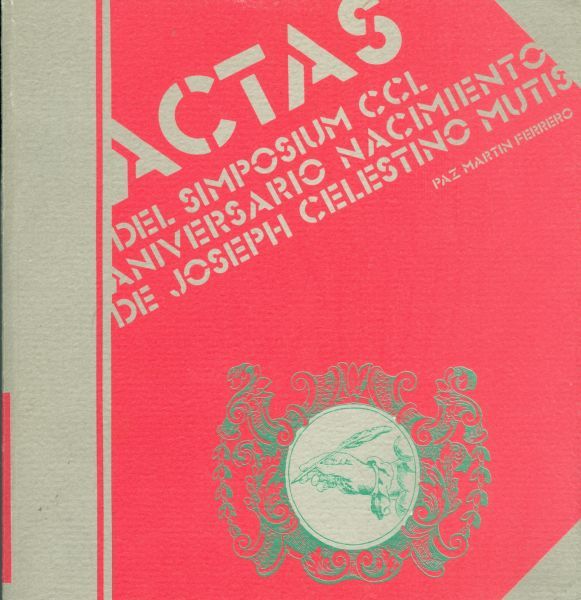 ACTAS
DEL SIMPOSIUM CCL
ANIVERSARIO NACIMIENTO
DE JOSEPH CELESTINO MUTIS
PAZ MARTIN FERRERO